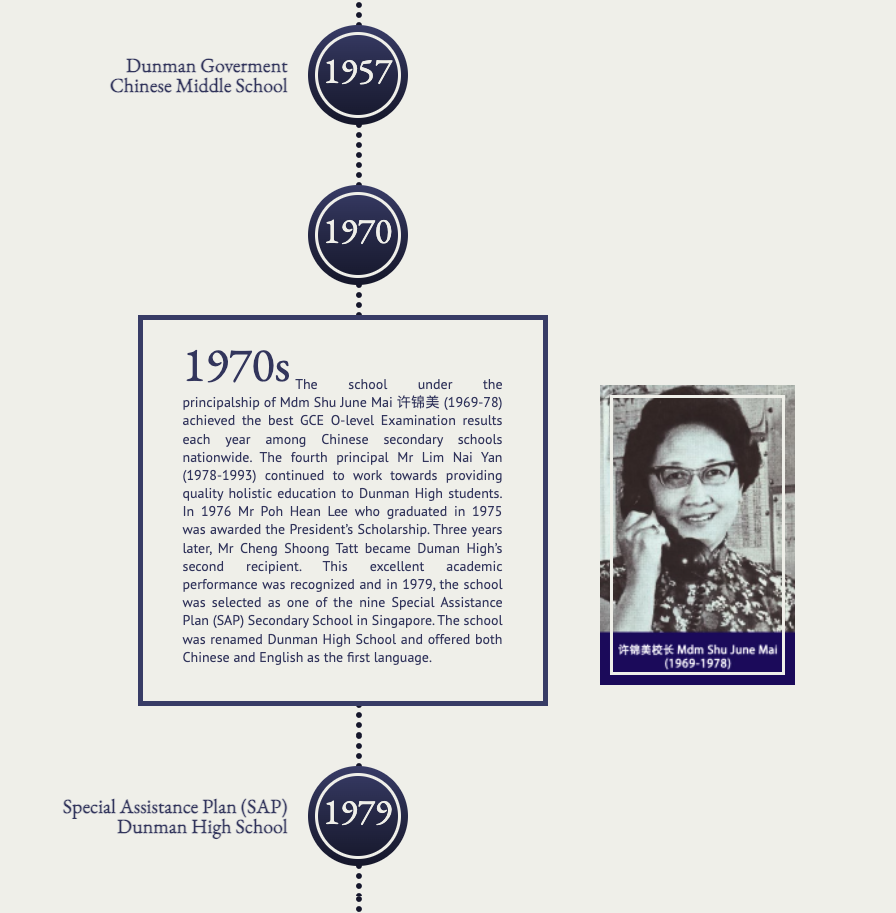 Dunman Goverment
Chinese Middle School
1957
1970
1970s The school under the
principalship of Mdm Shu June Mai 许锦美 (1969-78)
achieved the best GCE O-level Examination results
each year among Chinese secondary schools
nationwide. The fourth principal Mr Lim Nai Yan
(1978-1993) continued to work towards providing
quality holistic education to Dunman High students.
In 1976 Mr Poh Hean Lee who graduated in 1975
was awarded the President's Scholarship. Three years
later, Mr Cheng Shoong Tatt became Duman High's
second recipient. This excellent academic
performance was recognized and in 1979, the school
was selected as one of the nine Special Assistance
Plan (SAP) Secondary School in Singapore. The school
was renamed Dunman High School and offered both
Chinese and English as the first language.
许锦美校长 Mdm Shu June Mai
(1969-1978)
Special Assistance Plan (SAP)
Dunman High School
1979